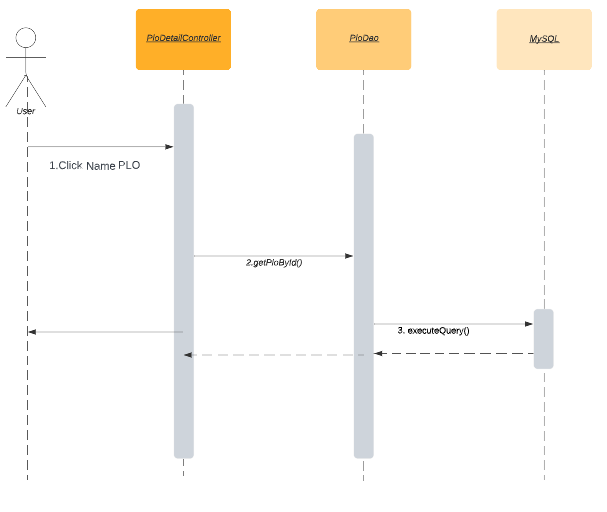 PloDetailController
PloDao
MySQL
User
1.Click Name PLO
2.getPloById()
3. executeQuery()